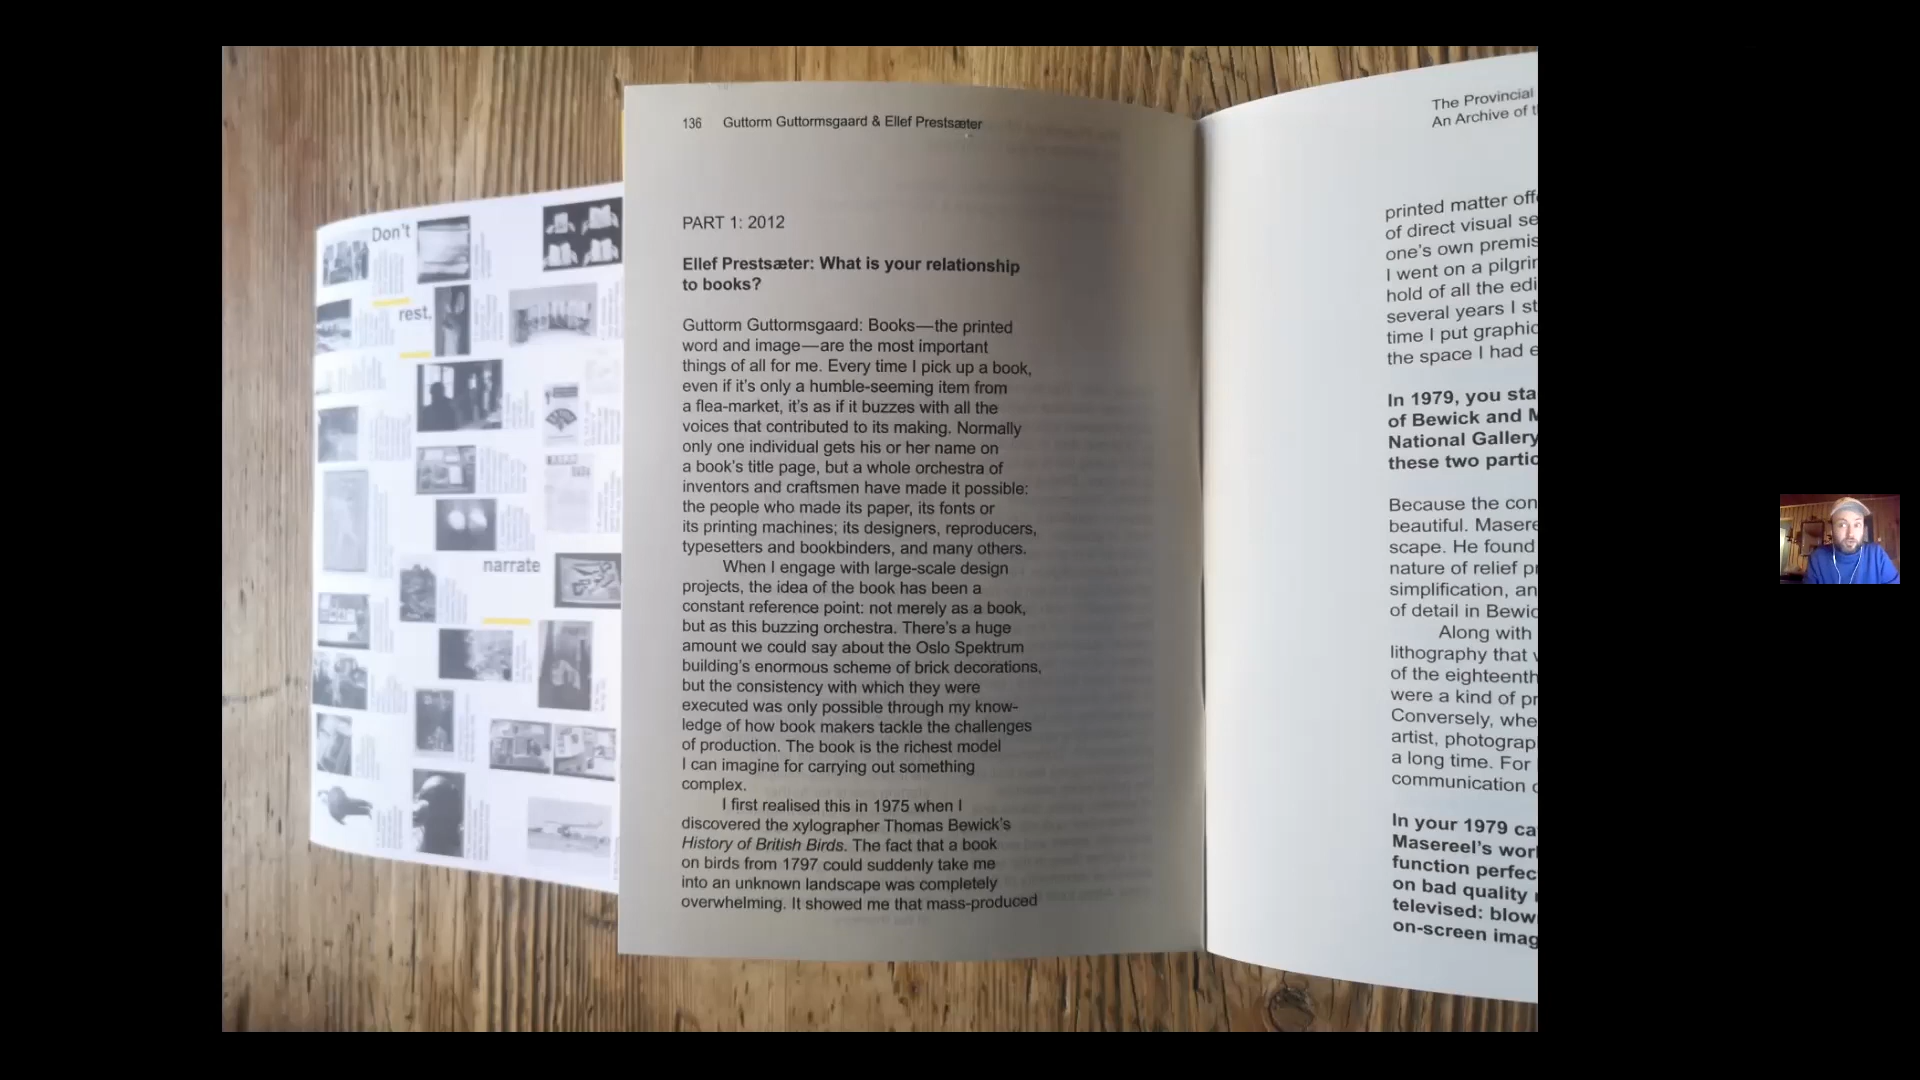 Don't
rest.
narrate
136 Guttorm Guttormsgaard & Ellef Prestsæter
PART 1: 2012
Ellef Prestsæter: What is your relationship
to books?
Guttorm Guttormsgaard: Books—the printed
word and image—are the most important
things of all for me. Every time I pick up a book,
even if it's only a humble-seeming item from
a flea-market, it's as if it buzzes with all the
voices that contributed to its making. Normally
only one individual gets his or her name on
a book's title page, but a whole orchestra of
inventors and craftsmen have made it possible:
the people who made its paper, its fonts or
its printing machines; its designers, reproducers,
typesetters and bookbinders, and many others.
When I engage with large-scale design
projects, the idea of the book has been a
constant reference point: not merely as a book,
but as this buzzing orchestra. There's a huge
amount we could say about the Oslo Spektrum
building's enormous scheme of brick decorations,
but the consistency with which they were
executed was only possible through my know-
ledge of how book makers tackle the challenges
of production. The book is the richest model
I can imagine for carrying out something
complex.
I first realised this in 1975 when I
discovered the xylographer Thomas Bewick's
History of British Birds. The fact that a book
on birds from 1797 could suddenly take me
into an unknown landscape was completely
overwhelming. It showed me that mass-produced
The Provincial
An Archive of
printed matter
of direct visual
one's own
I went on a
hold of all the
several years I
time I put
the space I had
In 1979, you
of Bewick and
National Gallery
these two
Because the
beautiful.
scape. He found
nature of relief
simplification,
of detail in
Along with
lithography that
of the
were a kind of
Conversely,
artist,
a long time. For
communication
In your 1979
Masereel's
function
on bad quality
televised:
on-screen